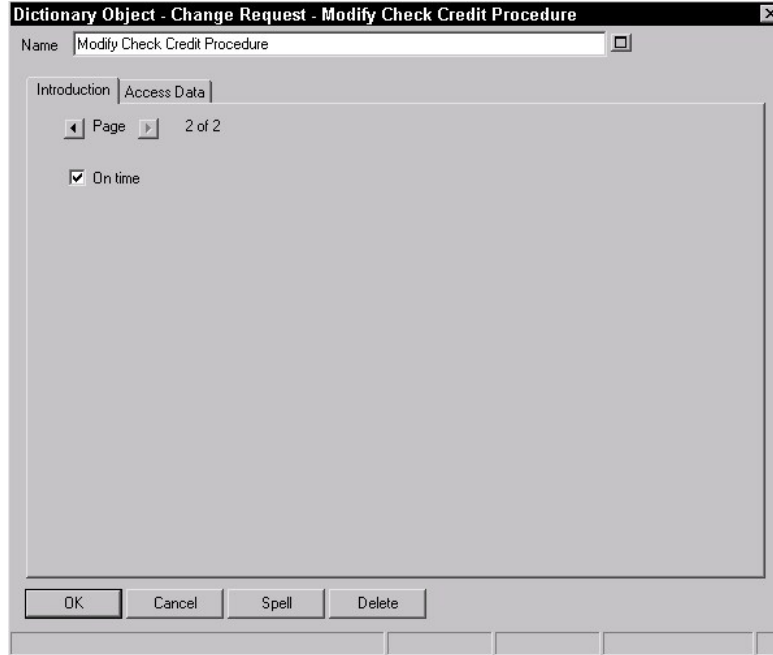 Dictionary Object - Change Request - Modify Check Credit Procedure
Name Modify Check Credit Procedure
Introduction Access Data
Page 2 of 2
On time
OK Cancel Spell Delete